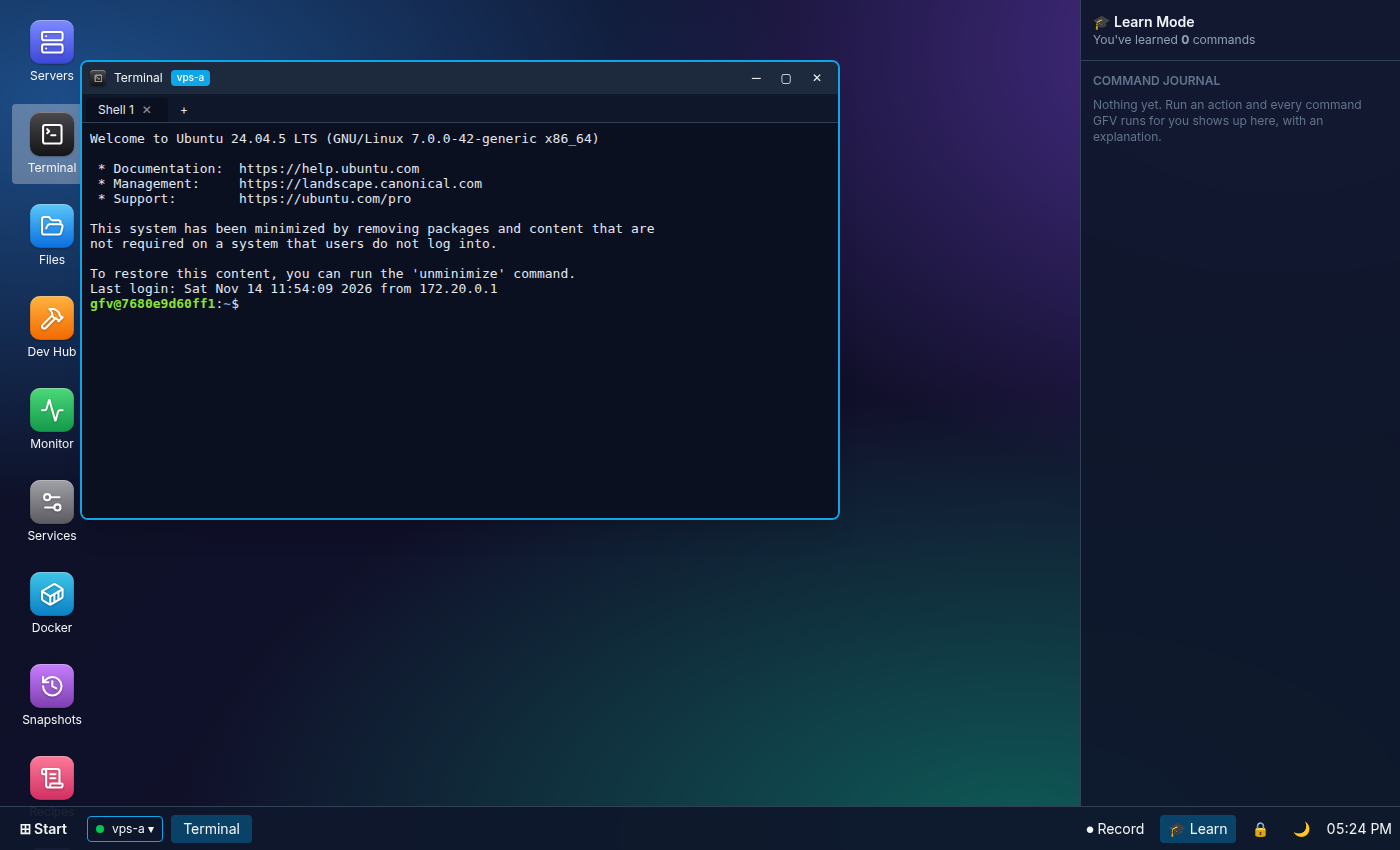 Servers
Terminal
Files
Dev Hub
Monitor
Services
Docker
Snapshots
Recipes
Terminal vps-a
Shell 1 ✕ +
Welcome to Ubuntu 24.04.5 LTS (GNU/Linux 7.0.0-42-generic x86_64)
* Documentation: https://help.ubuntu.com
* Management: https://landscape.canonical.com
* Support: https://ubuntu.com/pro
This system has been minimized by removing packages and content that are
not required on a system that users do not log into.
To restore this content, you can run the 'unminimize' command.
Last login: Sat Nov 14 11:54:09 2026 from 172.20.0.1
gfv@7680e9d60ff1:~$
🎓 Learn Mode
You've learned 0 commands
COMMAND JOURNAL
Nothing yet. Run an action and every command
GFV runs for you shows up here, with an
explanation.
⊞ Start
vps-a ▾
Terminal
● Record
🎓 Learn
05:24 PM